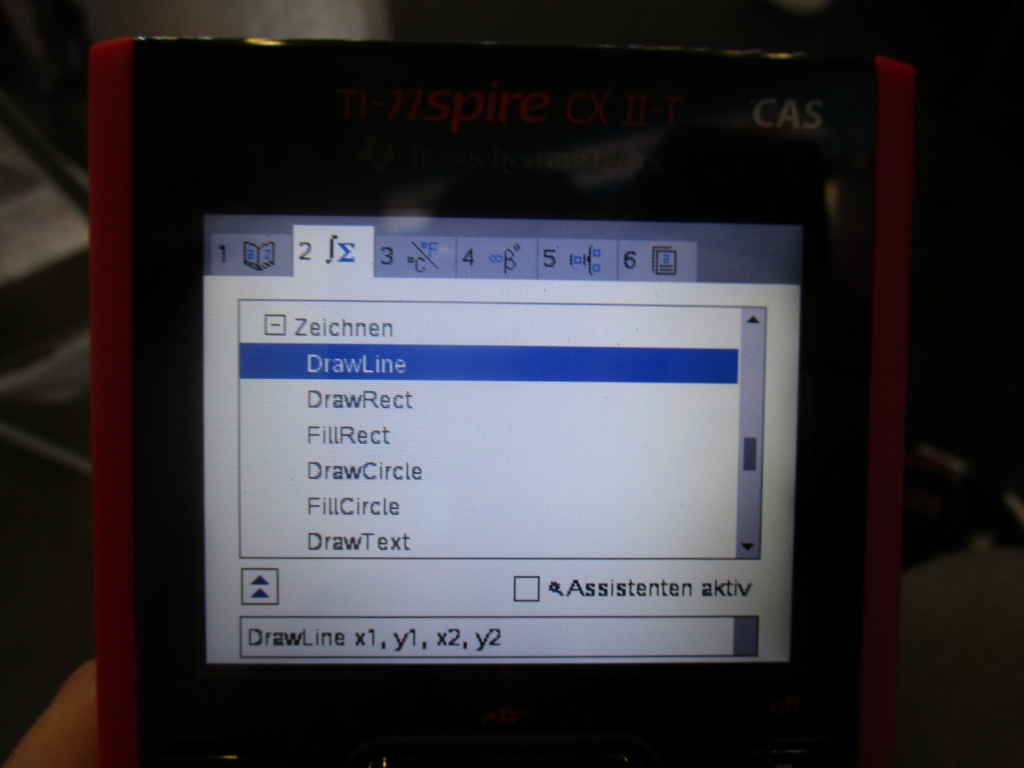 TI-nspire CX II-T CAS
TEXAS INSTRUMENTS
1 2 ∫Σ 3 °C °F 4 ∞β° 5 6
Zeichnen
DrawLine
DrawRect
FillRect
DrawCircle
FillCircle
DrawText
Assistenten aktiv
DrawLine x1, y1, x2, y2
off